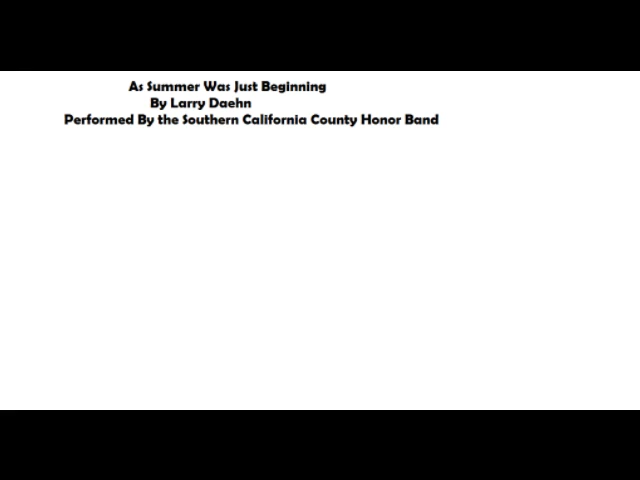 As Summer Was Just Beginning
By Larry Daehn
Performed By the Southern California County Honor Band